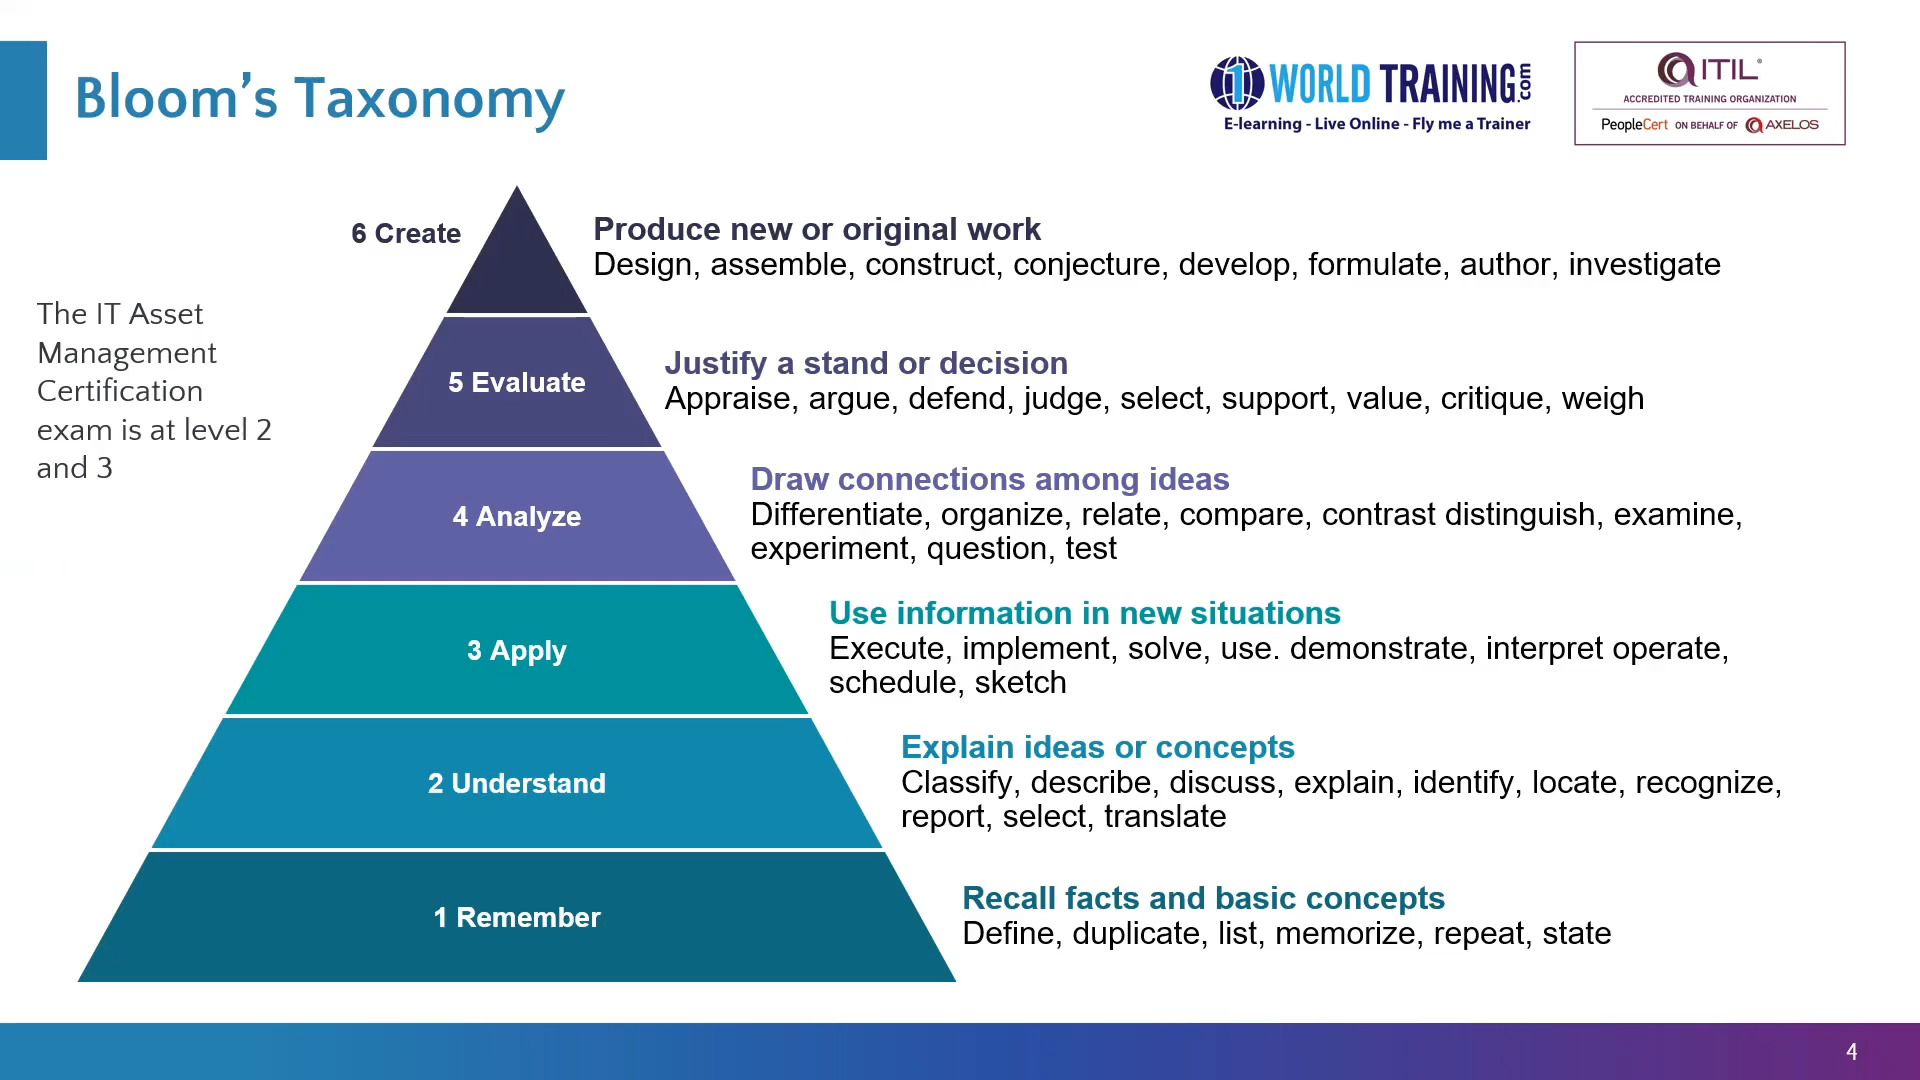 Bloom's Taxonomy
1 WORLD TRAINING.com
E-learning - Live Online - Fly me a Trainer
ITIL®
ACCREDITED TRAINING ORGANIZATION
PeopleCert ON BEHALF OF AXELOS
The IT Asset
Management
Certification
exam is at level 2
and 3
6 Create
Produce new or original work
Design, assemble, construct, conjecture, develop, formulate, author, investigate
5 Evaluate
Justify a stand or decision
Appraise, argue, defend, judge, select, support, value, critique, weigh
4 Analyze
Draw connections among ideas
Differentiate, organize, relate, compare, contrast distinguish, examine,
experiment, question, test
3 Apply
Use information in new situations
Execute, implement, solve, use. demonstrate, interpret operate,
schedule, sketch
2 Understand
Explain ideas or concepts
Classify, describe, discuss, explain, identify, locate, recognize,
report, select, translate
1 Remember
Recall facts and basic concepts
Define, duplicate, list, memorize, repeat, state
4